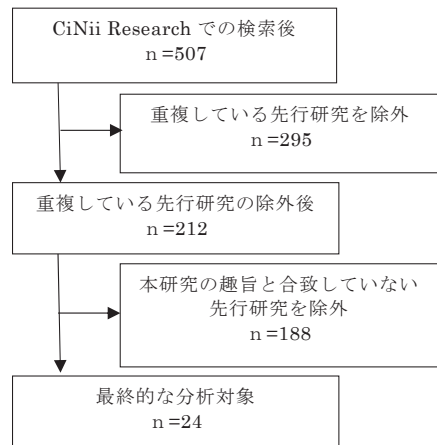 CiNii Research での検索後
ｎ=507
重複している先行研究を除外
ｎ=295
重複している先行研究の除外後
ｎ=212
本研究の趣旨と合致していない
先行研究を除外
ｎ=188
最終的な分析対象
ｎ=24